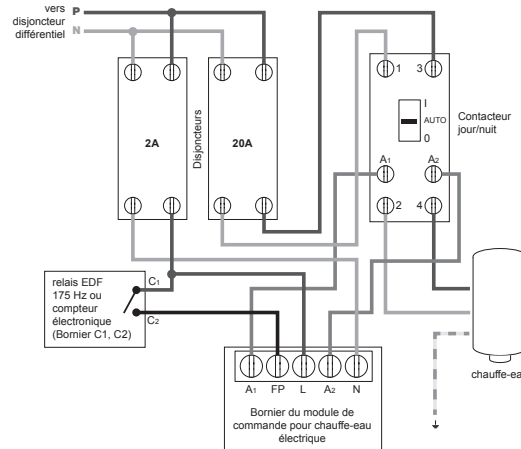 vers
disjoncteur
différentiel
P
N
2A
Disjoncteurs
20A
1
3
I
AUTO
0
Contacteur
jour/nuit
A1
A2
2
4
relais EDF
175 Hz ou
compteur
électronique
(Bornier C1, C2)
C1
C2
chauffe-eau
A1 FP L A2 N
Bornier du module de
commande pour chauffe-eau
électrique